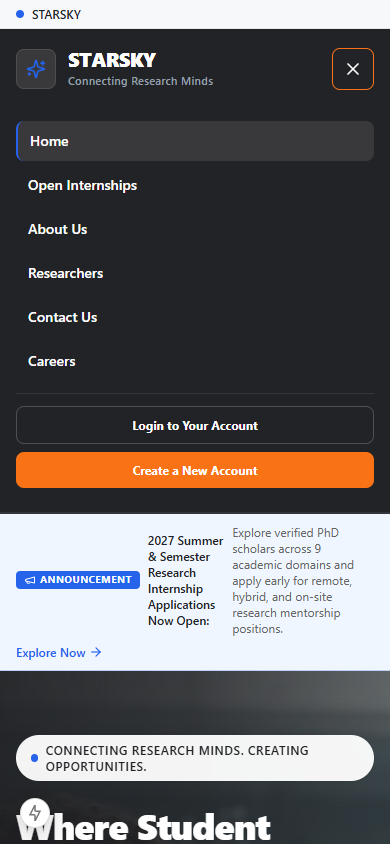 STARSKY
STARSKY
Connecting Research Minds
Home
Open Internships
About Us
Researchers
Contact Us
Careers
Login to Your Account
Create a New Account
ANNOUNCEMENT
2027 Summer
& Semester
Research
Internship
Applications
Now Open:
Explore verified PhD
scholars across 9
academic domains and
apply early for remote,
hybrid, and on-site
research mentorship
positions.
Explore Now
CONNECTING RESEARCH MINDS. CREATING
OPPORTUNITIES.
Where Student